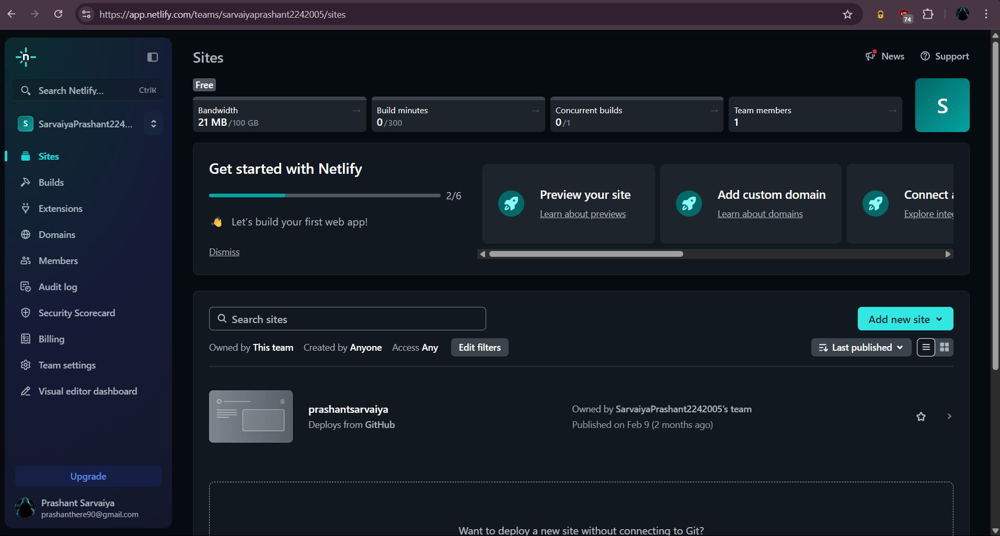 https://app.netlify.com/teams/sarvaiyaprashant2242005/sites
74
n
Search Netlify... CtrlK
S SarvaiyaPrashant224...
Sites
Builds
Extensions
Domains
Members
Audit log
Security Scorecard
Billing
Team settings
Visual editor dashboard
Upgrade
Prashant Sarvaiya
prashanthere90@gmail.com
Sites
News Support
Free
Bandwidth →
21 MB/100 GB
Build minutes →
0/300
Concurrent builds →
0/1
Team members →
1
S
Get started with Netlify
2/6
👋 Let’s build your first web app!
Dismiss
Preview your site
Learn about previews
Add custom domain
Learn about domains
Connect
Explore
Search sites
Add new site
Owned by This team Created by Anyone Access Any Edit filters
Last published
prashantsarvaiya
Deploys from GitHub
Owned by SarvaiyaPrashant2242005’s team
Published on Feb 9 (2 months ago)
Want to deploy a new site without connecting to Git?